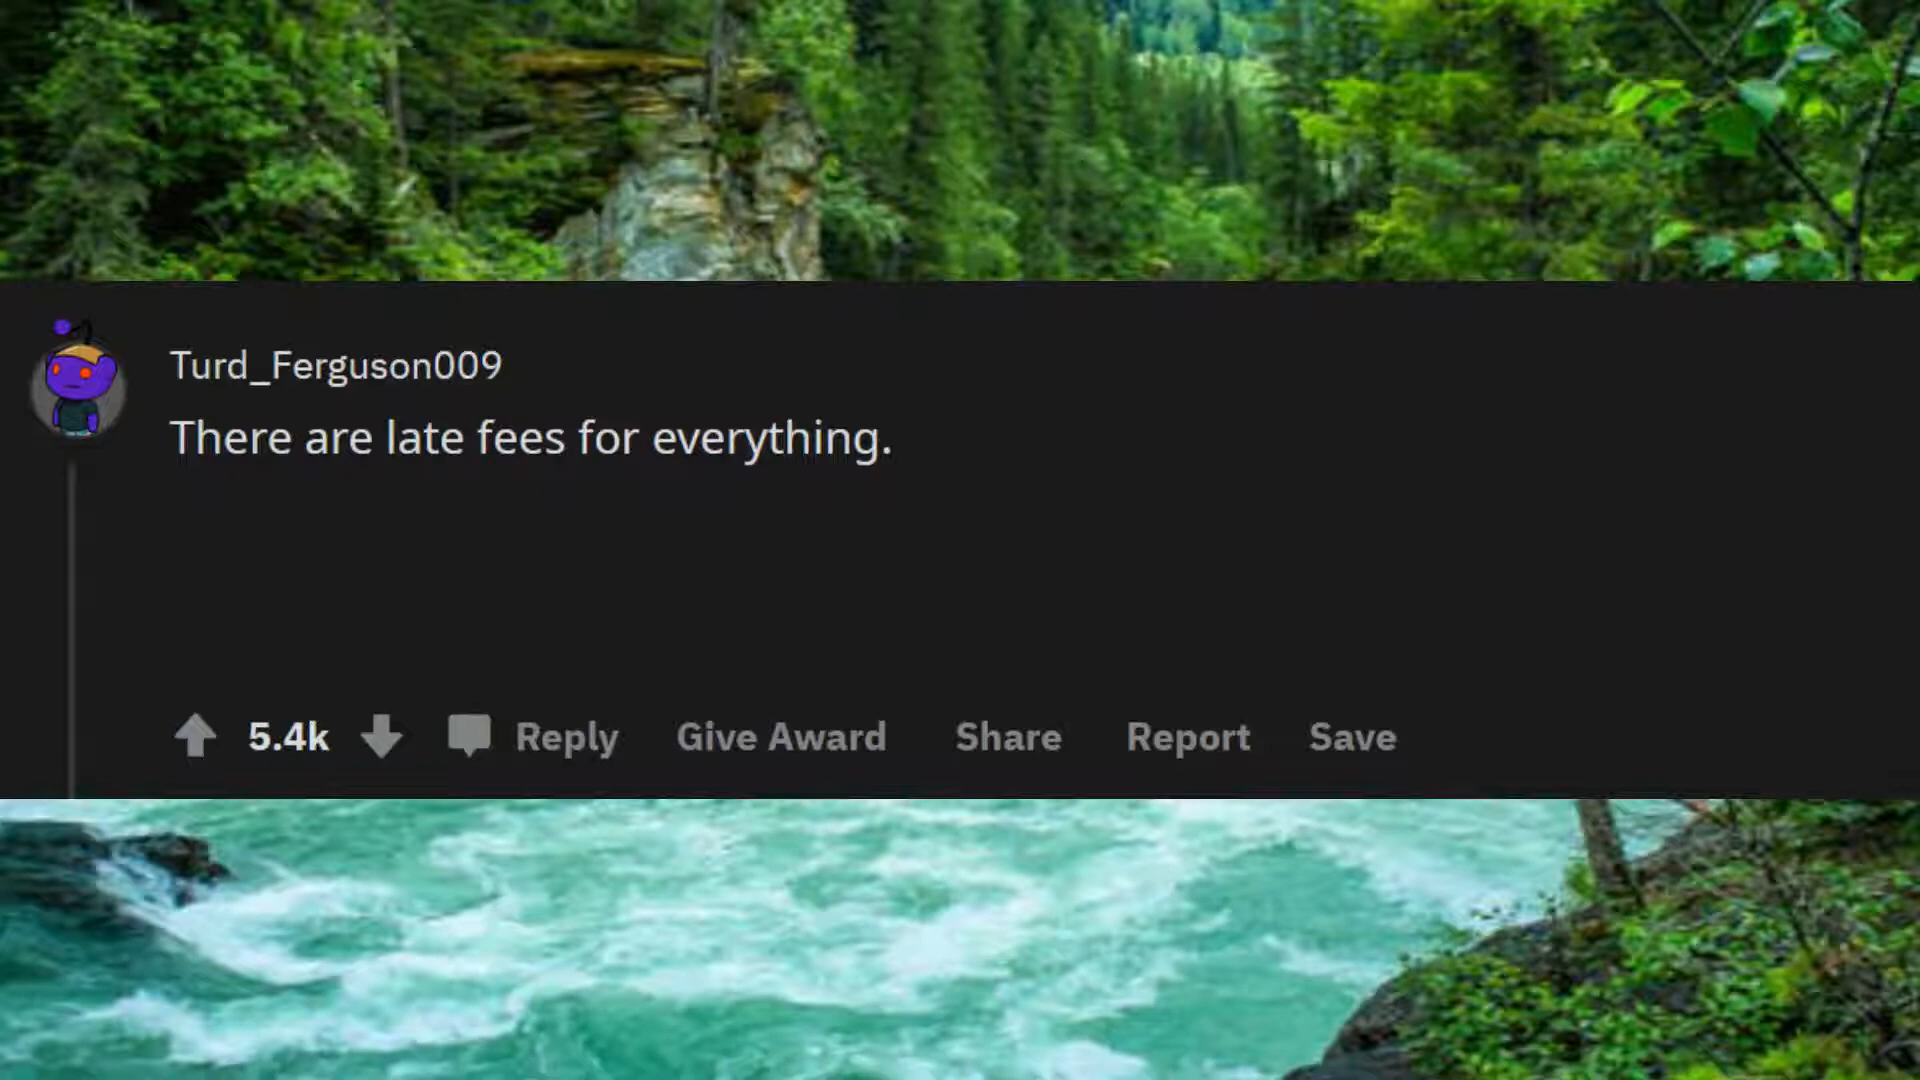 Turd_Ferguson009
There are late fees for everything.
5.4k Reply Give Award Share Report Save